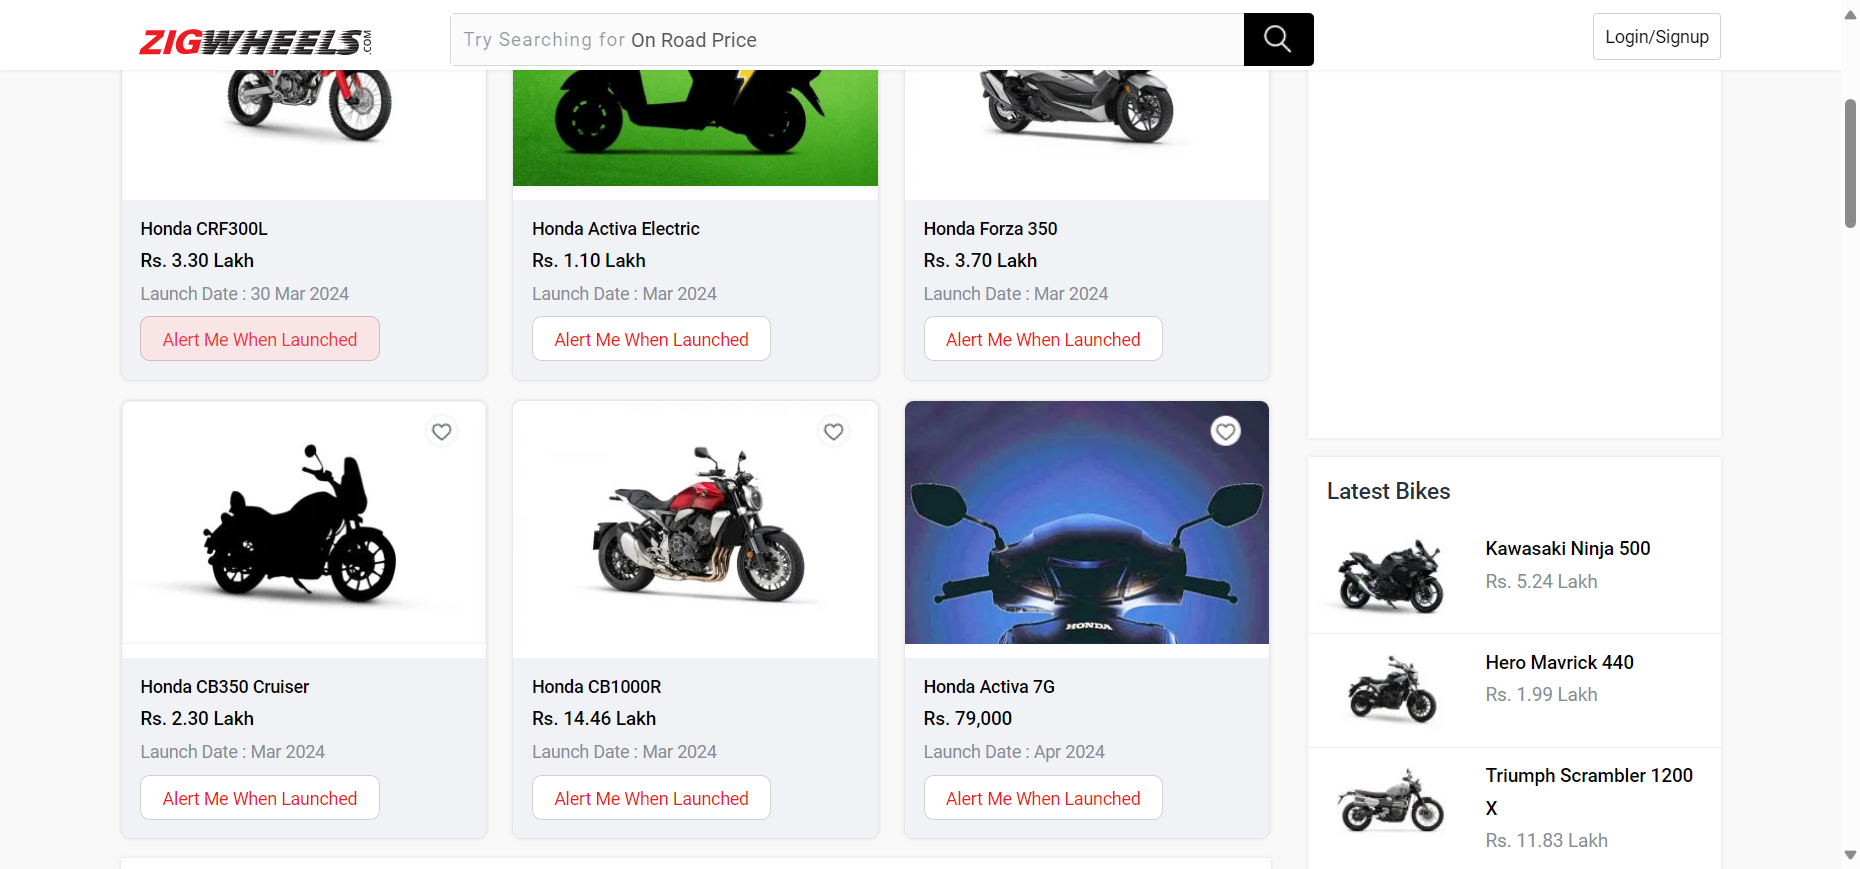 ZIGWHEELS.COM
Try Searching for On Road Price
Login/Signup
Honda CRF300L
Rs. 3.30 Lakh
Launch Date : 30 Mar 2024
Alert Me When Launched
Honda Activa Electric
Rs. 1.10 Lakh
Launch Date : Mar 2024
Alert Me When Launched
Honda Forza 350
Rs. 3.70 Lakh
Launch Date : Mar 2024
Alert Me When Launched
HONDA
Honda CB350 Cruiser
Rs. 2.30 Lakh
Launch Date : Mar 2024
Alert Me When Launched
Honda CB1000R
Rs. 14.46 Lakh
Launch Date : Mar 2024
Alert Me When Launched
Honda Activa 7G
Rs. 79,000
Launch Date : Apr 2024
Alert Me When Launched
Latest Bikes
Kawasaki Ninja 500
Rs. 5.24 Lakh
Hero Mavrick 440
Rs. 1.99 Lakh
Triumph Scrambler 1200
X
Rs. 11.83 Lakh